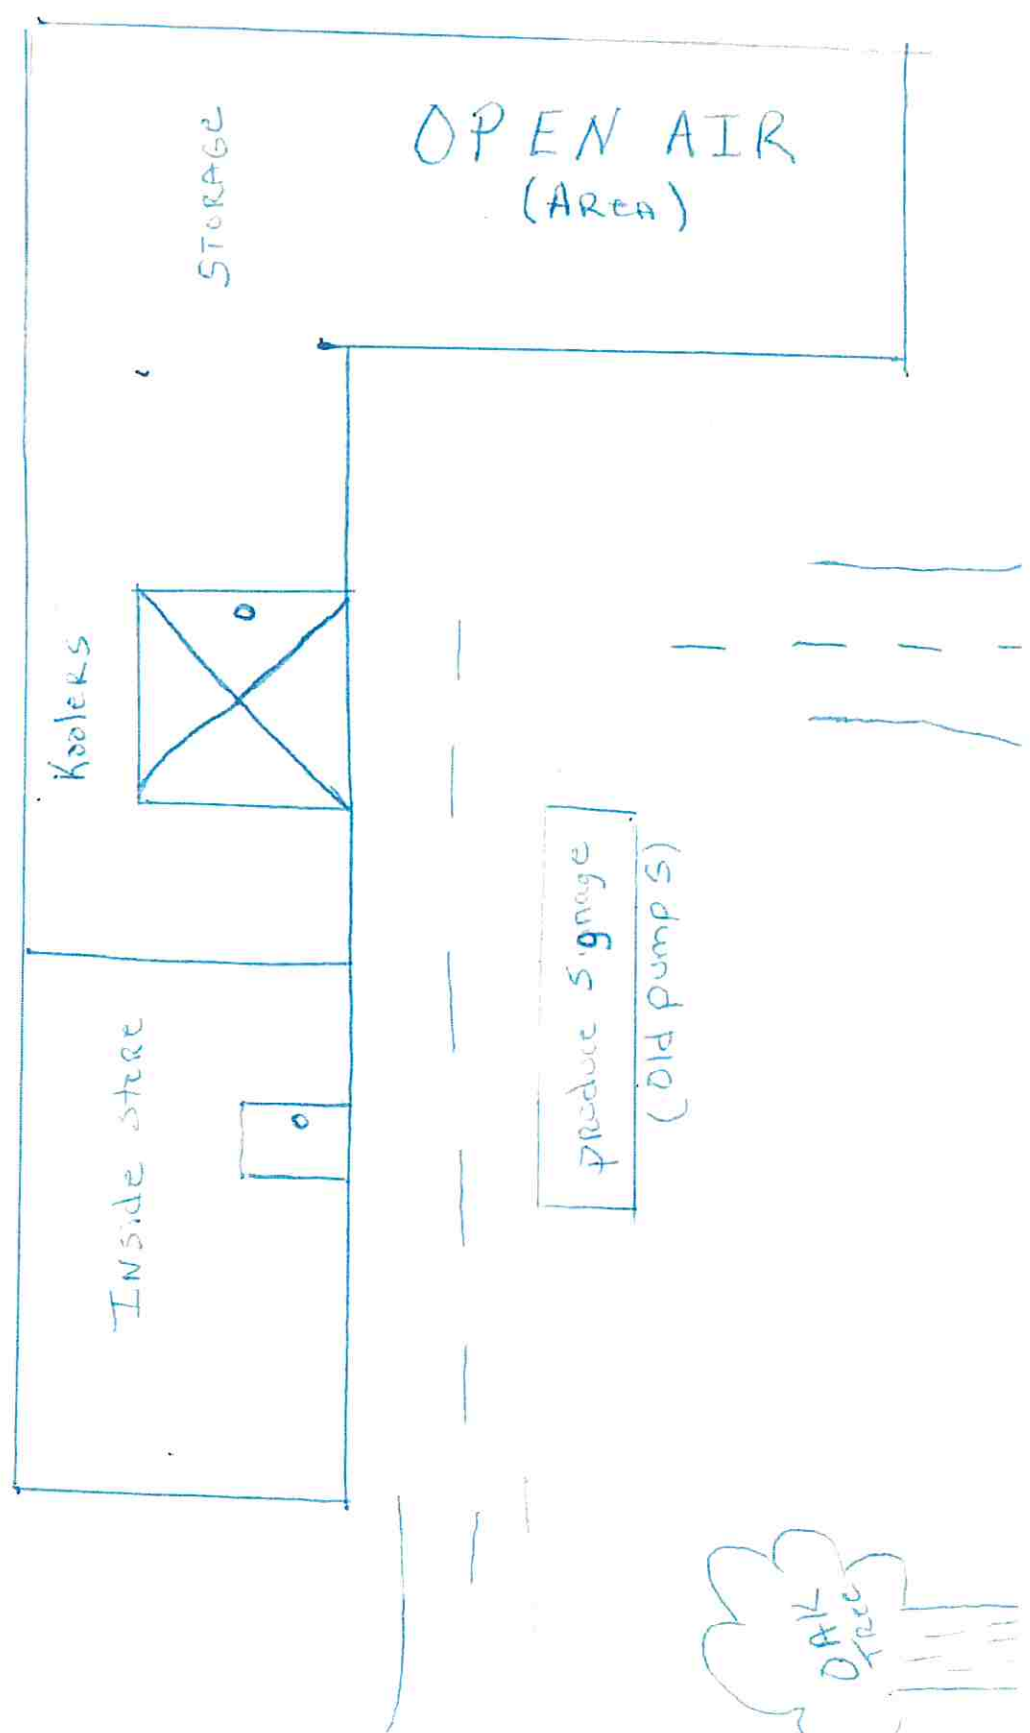 OPEN AIR
(AREA)
STORAGE
Koolers
Inside store
produce signage
(old pumps)
OAK
TREE